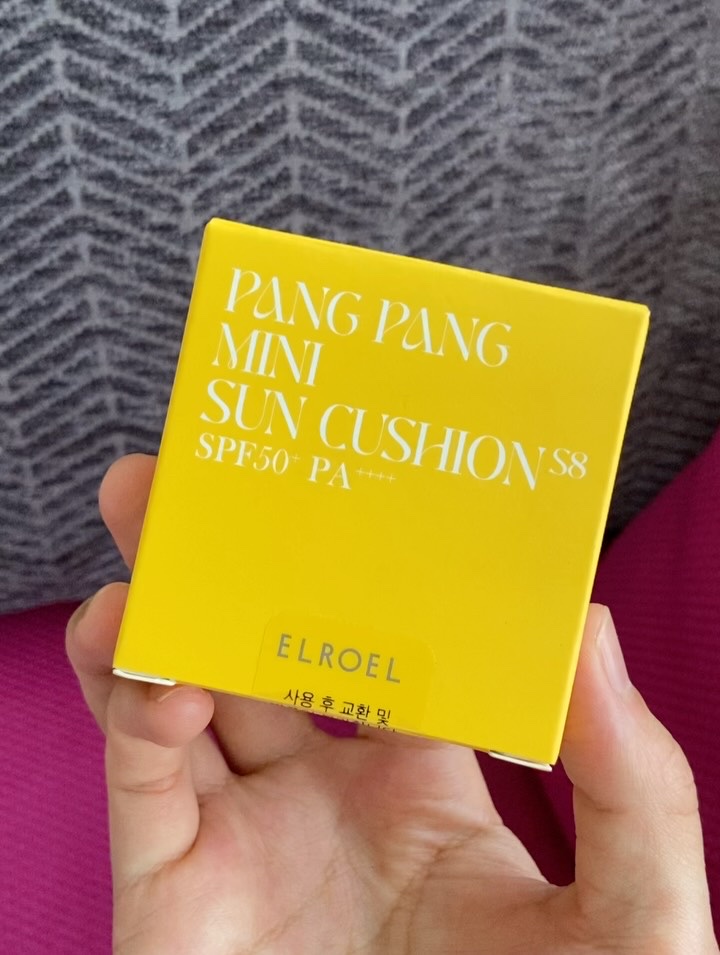 PANG PANG
MINI
SUN CUSHION S8
SPF50+ PA++++
ELROEL
사용 후 교환 및